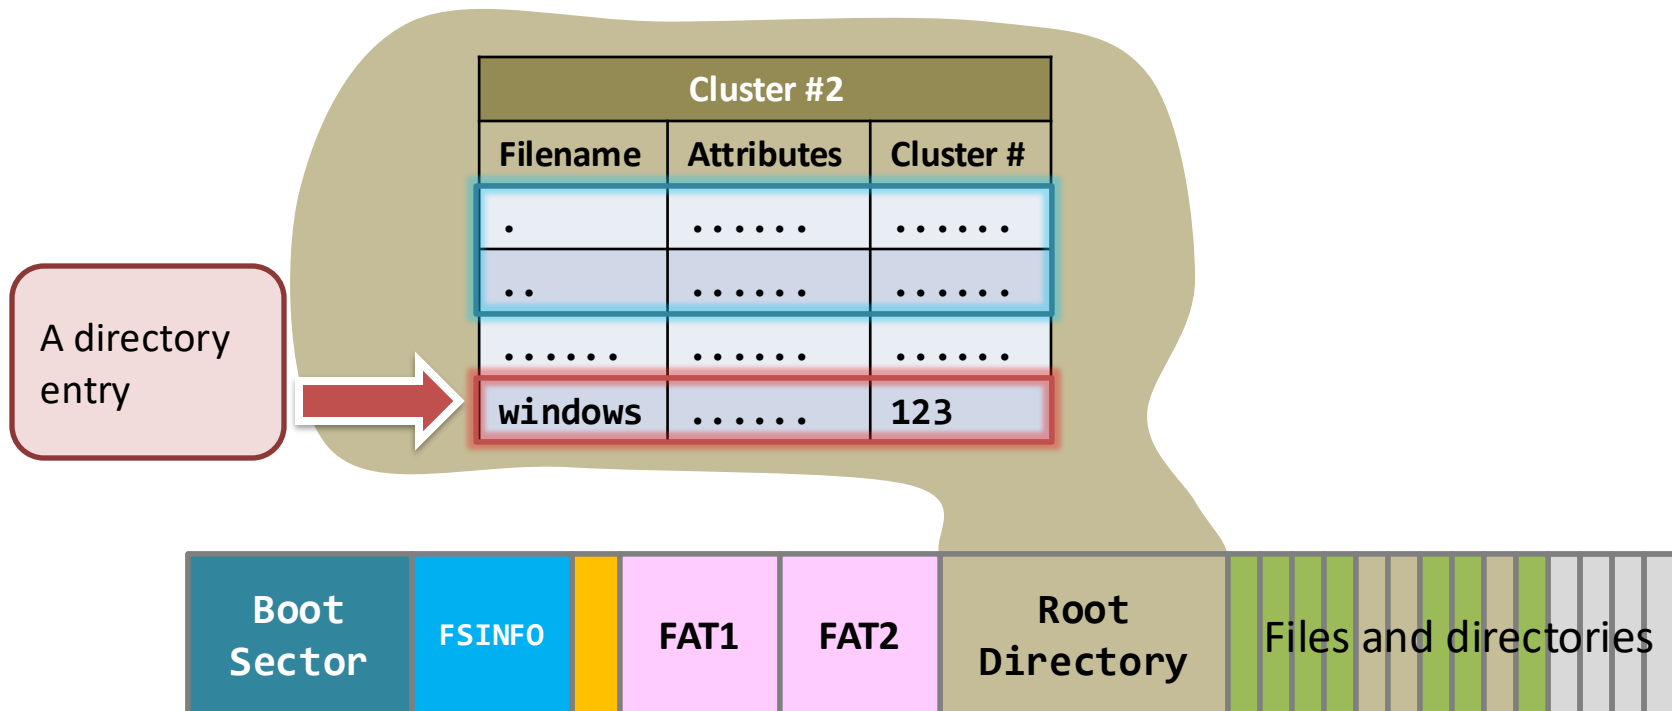 Cluster #2
Filename Attributes Cluster #
. ...... ......
.. ...... ......
...... ...... ......
windows ...... 123
A directory
entry
Boot
Sector
FSINFO
FAT1
FAT2
Root
Directory
Files and directories